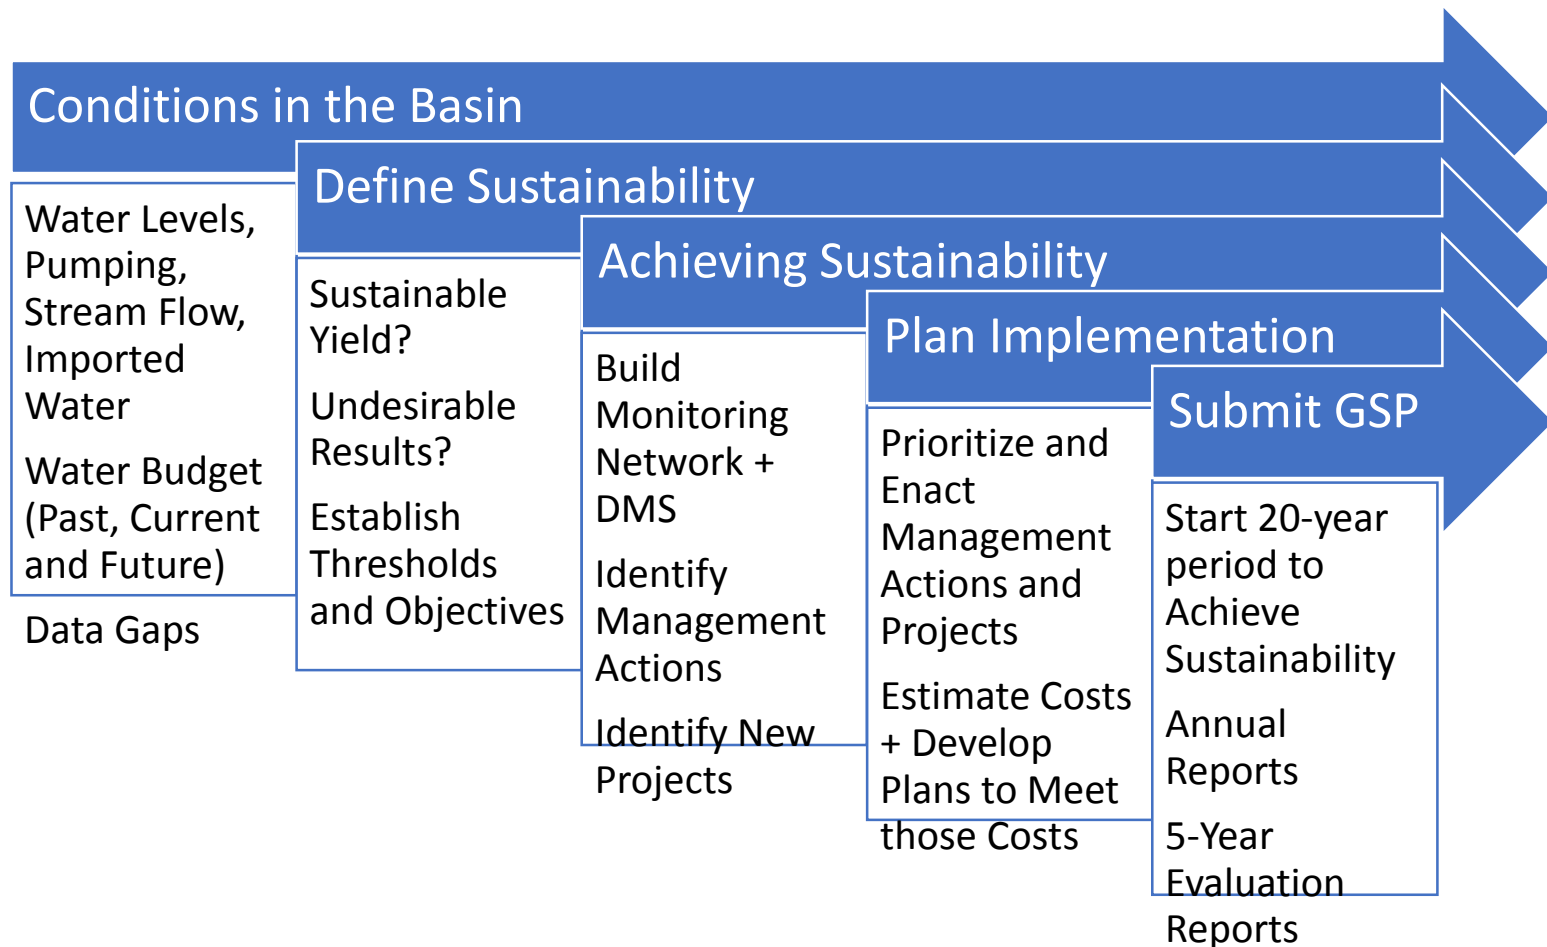 Conditions in the Basin
Water Levels,
Pumping,
Stream Flow,
Imported
Water
Water Budget
(Past, Current
and Future)
Data Gaps
Define Sustainability
Sustainable
Yield?
Undesirable
Results?
Establish
Thresholds
and Objectives
Achieving Sustainability
Build
Monitoring
Network +
DMS
Identify
Management
Actions
Identify New
Projects
Plan Implementation
Prioritize and
Enact
Management
Actions and
Projects
Estimate Costs
+ Develop
Plans to Meet
those Costs
Submit GSP
Start 20-year
period to
Achieve
Sustainability
Annual
Reports
5-Year
Evaluation
Reports